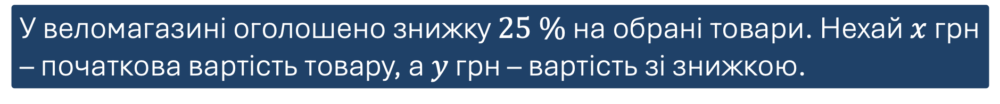 У веломагазині оголошено знижку 25 % на обрані товари. Нехай x грн
– початкова вартість товару, а y грн – вартість зі знижкою.